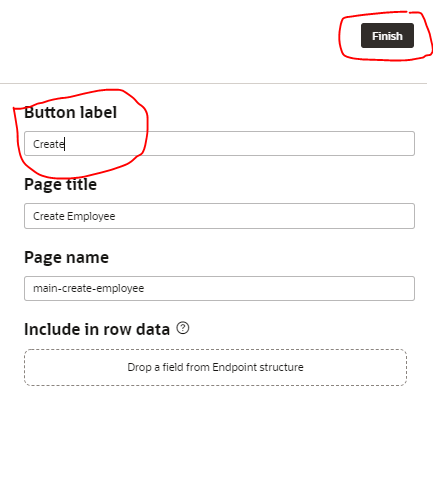 Finish
Button label
Create
Page title
Create Employee
Page name
main-create-employee
Include in row data ?
Drop a field from Endpoint structure